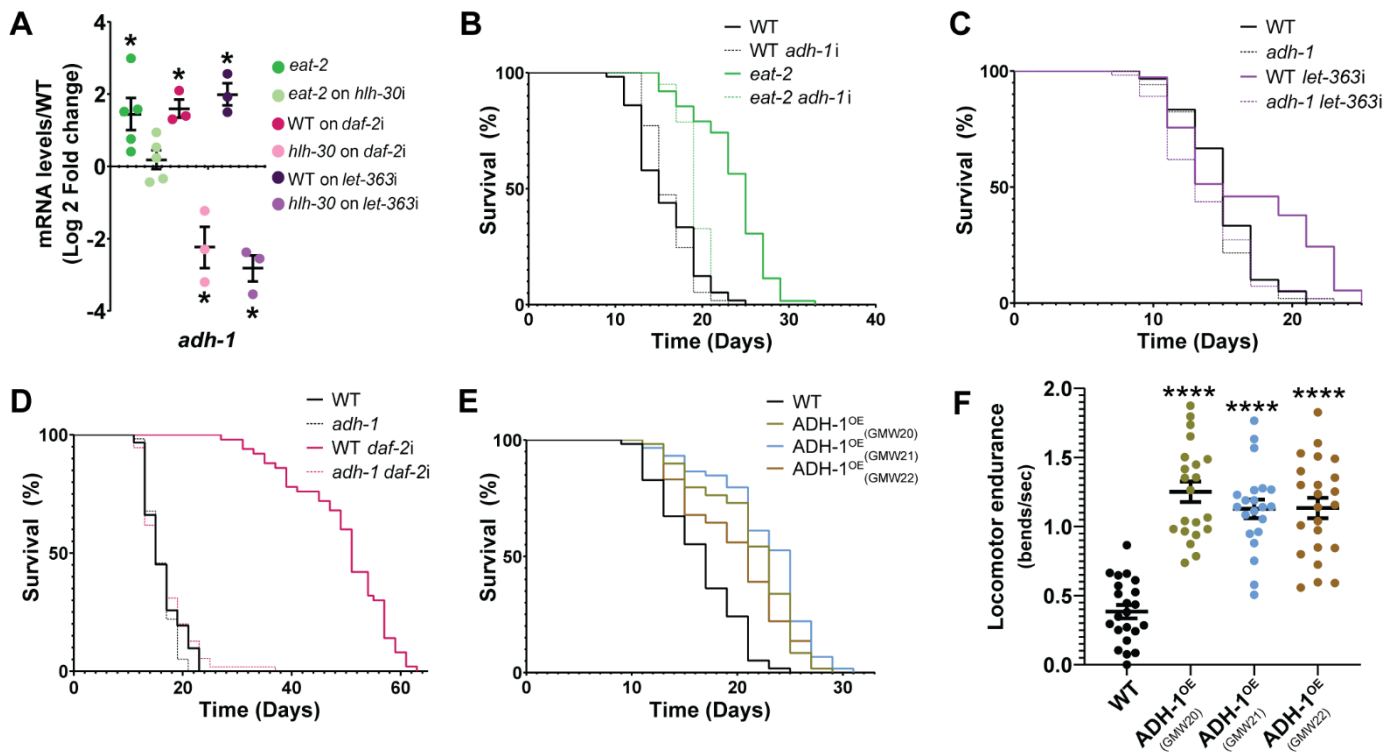 A
mRNA levels/WT
(Log 2 Fold change)
4
2
0
-2
-4
*
*
*
*
*
adh-1
eat-2
eat-2 on hlh-30i
WT on daf-2i
hlh-30 on daf-2i
WT on let-363i
hlh-30 on let-363i
B
WT
WT adh-1i
eat-2
eat-2 adh-1i
Survival (%)
100
50
0
0 10 20 30 40
Time (Days)
C
WT
adh-1
WT let-363i
adh-1 let-363i
Survival (%)
100
50
0
0 10 20
Time (Days)
D
WT
adh-1
WT daf-2i
adh-1 daf-2i
Survival (%)
100
50
0
0 20 40 60
Time (Days)
E
WT
ADH-1OE(GMW20)
ADH-1OE(GMW21)
ADH-1OE(GMW22)
Survival (%)
100
50
0
0 10 20 30
Time (Days)
F
Locomotor endurance
(bends/sec)
2.0
1.5
1.0
0.5
0.0
**** **** ****
WT
ADH-1OE
(GMW20)
ADH-1OE
(GMW21)
ADH-1OE
(GMW22)